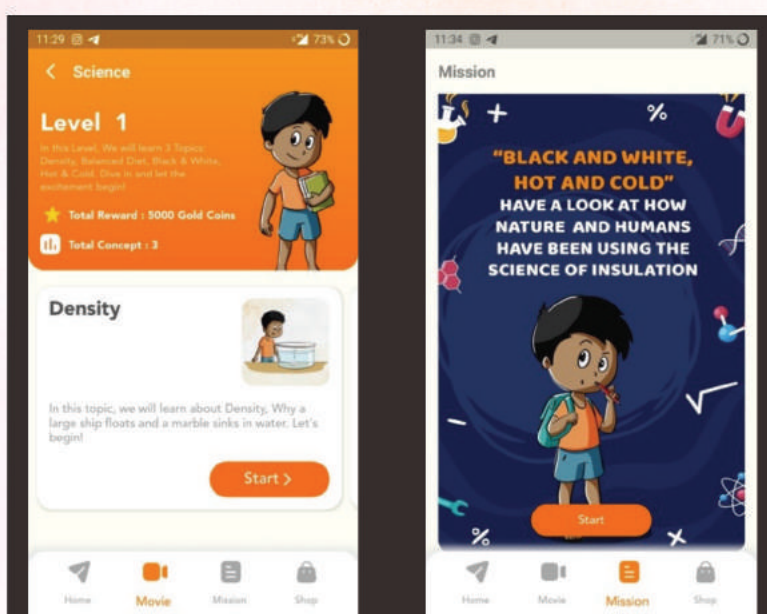 11:29
73%
Science
Level 1
In this Level, We will learn 3 Topics:
Density, Balanced Diet, Black & White,
Hot & Cold. Dive in and let the
excitement begin!
Total Reward : 5000 Gold Coins
Total Concept : 3
Density
In this topic, we will learn about Density, Why a
large ship floats and a marble sinks in water. Let's
begin!
Start >
Home
Movie
Mission
Shop
11:34
71%
Mission
"BLACK AND WHITE,
HOT AND COLD"
HAVE A LOOK AT HOW
NATURE AND HUMANS
HAVE BEEN USING THE
SCIENCE OF INSULATION
Start
Home
Movie
Mission
Shop